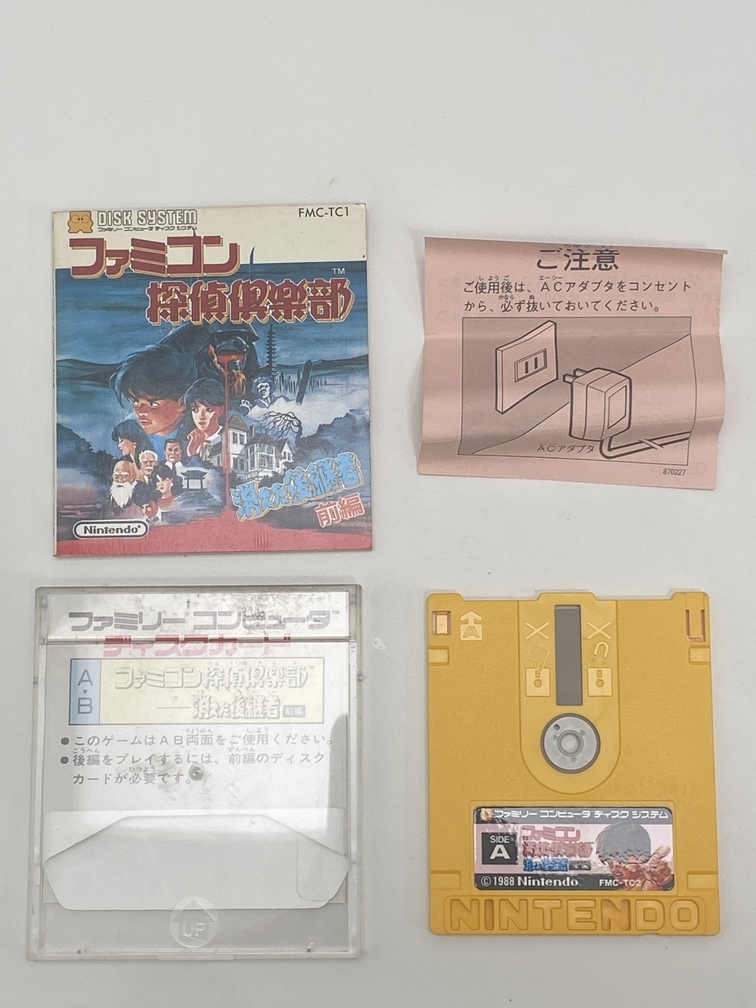 DISK SYSTEM
FMC-TC1
ファミリー コンピュータ ディスク システム
ファミコン
TM
探偵倶楽部
消えた後継者
前編
Nintendo®
ご注意
ご使用後は、ACアダプタをコンセント
から、必ず抜いておいてください。
ACアダプタ
870227
ファミリー コンピュータ™
ディスクカード
A・B
ファミコン探偵倶楽部
消えた後継者 前編
●このゲームはAB両面をご使用ください。
●後編をプレイするには、前編のディスク
カードが必要です。
UP
A
ファミリー コンピュータ ディスク システム
SIDE
A
ファミコン
探偵倶楽部
消えた後継者
©1988 Nintendo
FMC-TC2
NINTENDO